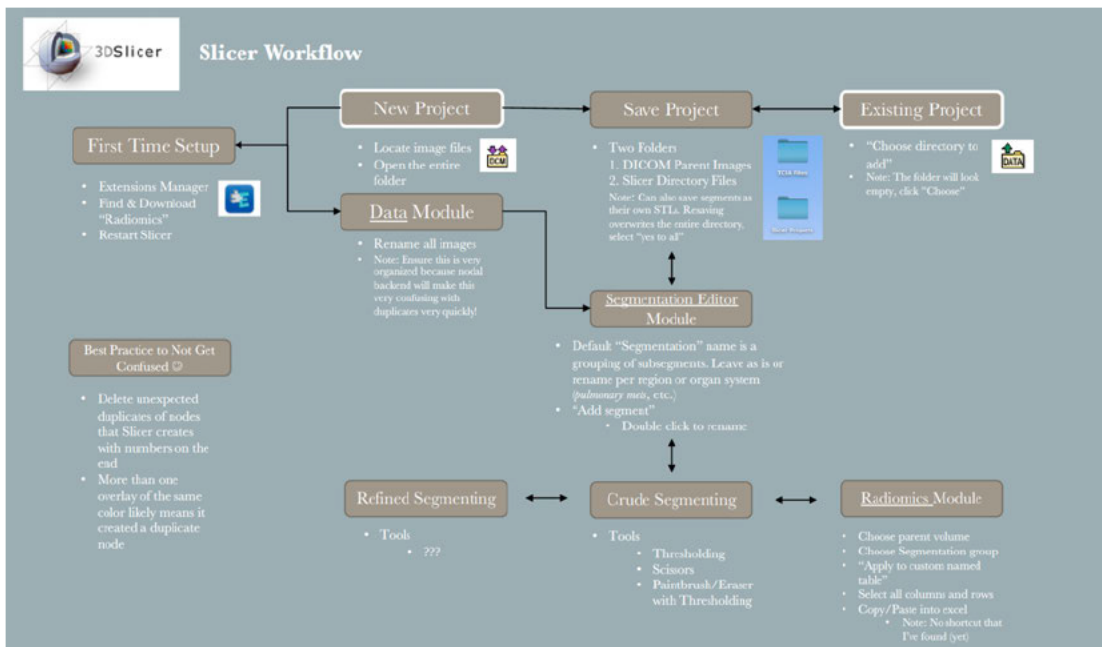 3DSlicer
Slicer Workflow
New Project
Locate image files
Open the entire
folder
DCM
Save Project
Two Folders
1. DICOM Parent Images
2. Slicer Directory Files
Note: Can also save segments as
their own STLs. Resaving
overwrites the entire directory,
select "yes to all"
TCIA Files
Existing Project
"Choose directory to
add"
Note: The folder will look
empty, click "Choose"
DATA
First Time Setup
Extensions Manager
Find & Download
"Radiomics"
Restart Slicer
E
Data Module
Rename all images
Note: Ensure this is very
organized because nodal
backend will make this
very confusing with
duplicates very quickly!
Segmentation Editor
Module
Default "Segmentation" name is a
grouping of subsegments. Leave as is or
rename per region or organ system
(pulmonary mets, etc.)
"Add segment"
Double click to rename
Best Practice to Not Get
Confused ☺
Delete unexpected
duplicates of nodes
that Slicer creates
with numbers on the
end
More than one
overlay of the same
color likely means it
created a duplicate
node
Refined Segmenting
Tools
???
Crude Segmenting
Tools
Thresholding
Scissors
Paintbrush/Eraser
with Thresholding
Radiomics Module
Choose parent volume
Choose Segmentation group
"Apply to custom named
table"
Select all columns and rows
Copy/Paste into excel
Note: No shortcut that
I've found (yet)